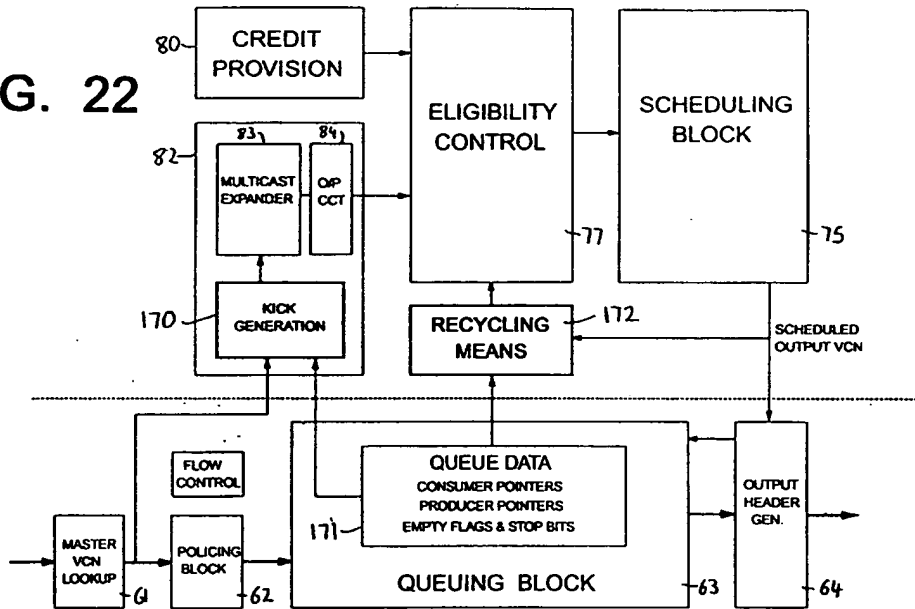 G. 22
80
CREDIT
PROVISION
82
83
84
MULTICAST
EXPANDER
O/P
CCT
170
KICK
GENERATION
ELIGIBILITY
CONTROL
77
SCHEDULING
BLOCK
75
RECYCLING
MEANS
172
SCHEDULED
OUTPUT VCN
FLOW
CONTROL
MASTER
VCN
LOOKUP
61
POLICING
BLOCK
62
QUEUE DATA
CONSUMER POINTERS
PRODUCER POINTERS
EMPTY FLAGS & STOP BITS
171
QUEUING BLOCK
63
OUTPUT
HEADER
GEN.
64